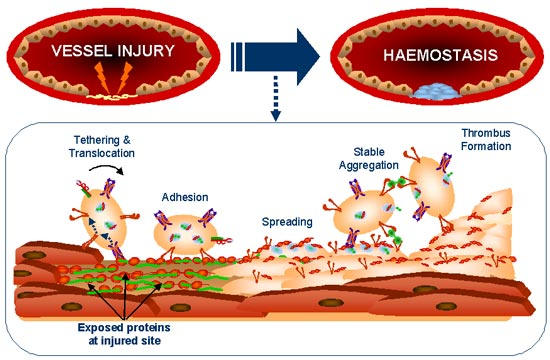 VESSEL INJURY
HAEMOSTASIS
Tethering &
Translocation
Adhesion
Spreading
Stable
Aggregation
Thrombus
Formation
Exposed proteins
at injured site